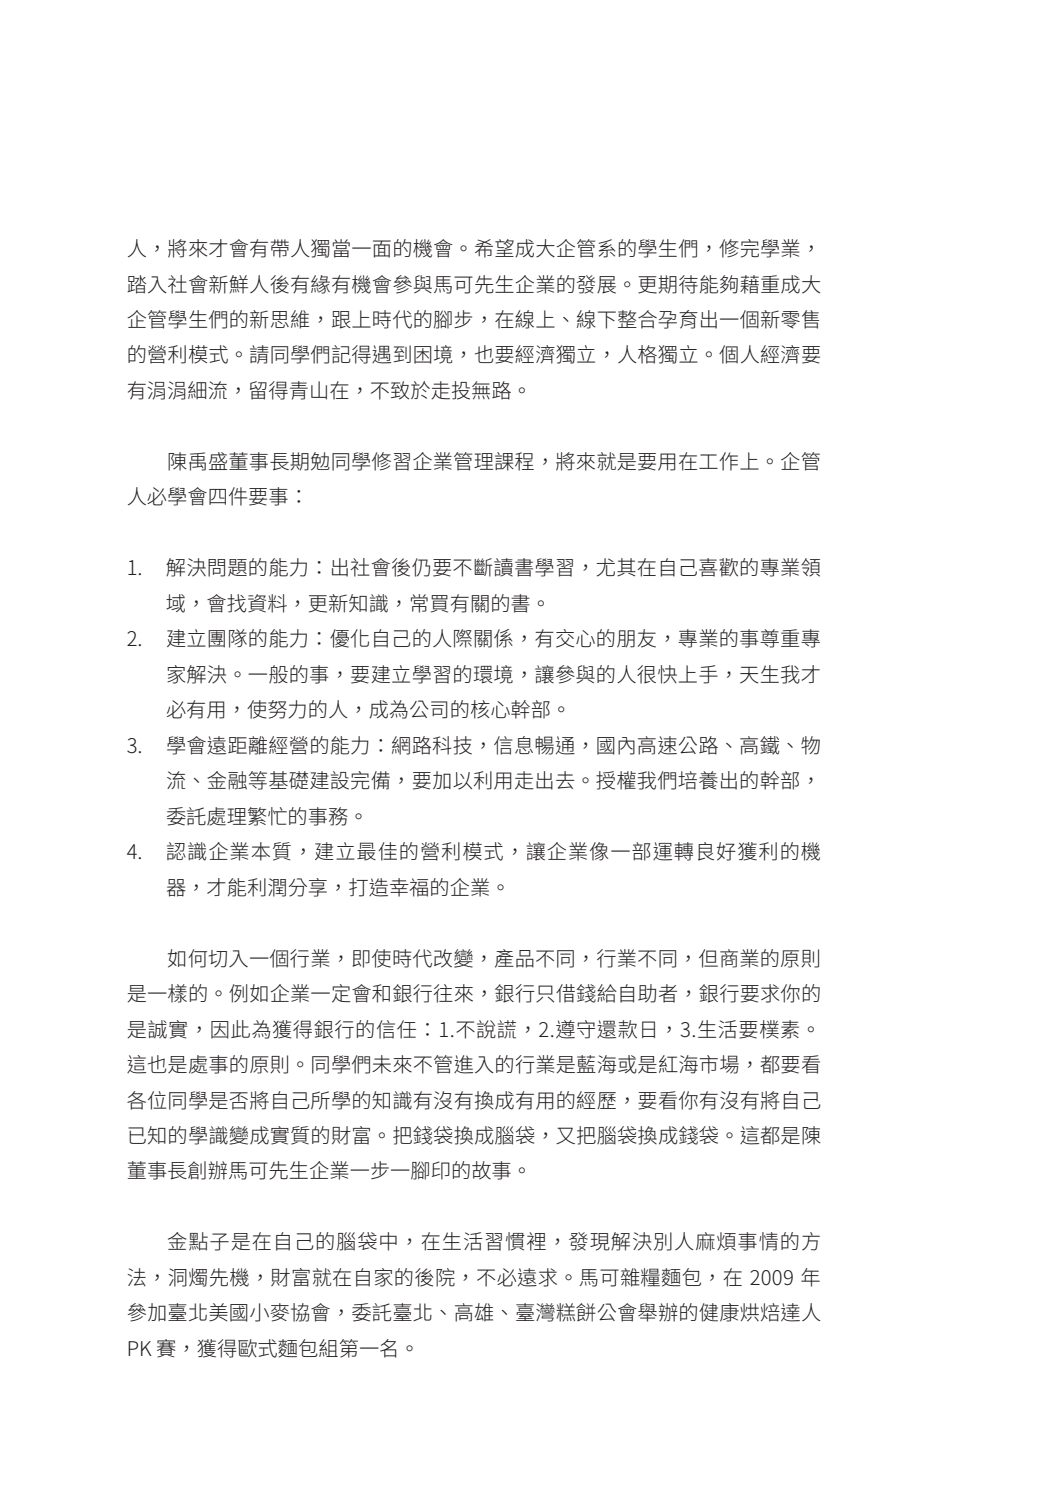 人，將來才會有帶人獨當一面的機會。希望成大企管系的學生們，修完學業，
踏入社會新鮮人後有緣有機會參與馬可先生企業的發展。更期待能夠藉重成大
企管學生們的新思維，跟上時代的腳步，在線上、線下整合孕育出一個新零售
的營利模式。請同學們記得遇到困境，也要經濟獨立，人格獨立。個人經濟要
有涓涓細流，留得青山在，不致於走投無路。
陳禹盛董事長期勉同學修習企業管理課程，將來就是要用在工作上。企管
人必學會四件要事：
1. 解決問題的能力：出社會後仍要不斷讀書學習，尤其在自己喜歡的專業領
域，會找資料，更新知識，常買有關的書。
2. 建立團隊的能力：優化自己的人際關係，有交心的朋友，專業的事尊重專
家解決。一般的事，要建立學習的環境，讓參與的人很快上手，天生我才
必有用，使努力的人，成為公司的核心幹部。
3. 學會遠距離經營的能力：網路科技，信息暢通，國內高速公路、高鐵、物
流、金融等基礎建設完備，要加以利用走出去。授權我們培養出的幹部，
委託處理繁忙的事務。
4. 認識企業本質，建立最佳的營利模式，讓企業像一部運轉良好獲利的機
器，才能利潤分享，打造幸福的企業。
如何切入一個行業，即使時代改變，產品不同，行業不同，但商業的原則
是一樣的。例如企業一定會和銀行往來，銀行只借錢給自助者，銀行要求你的
是誠實，因此為獲得銀行的信任：1.不說謊，2.遵守還款日，3.生活要樸素。
這也是處事的原則。同學們未來不管進入的行業是藍海或是紅海市場，都要看
各位同學是否將自己所學的知識有沒有換成有用的經歷，要看你有沒有將自己
已知的學識變成實質的財富。把錢袋換成腦袋，又把腦袋換成錢袋。這都是陳
董事長創辦馬可先生企業一步一腳印的故事。
金點子是在自己的腦袋中，在生活習慣裡，發現解決別人麻煩事情的方
法，洞燭先機，財富就在自家的後院，不必遠求。馬可雜糧麵包，在 2009 年
參加臺北美國小麥協會，委託臺北、高雄、臺灣糕餅公會舉辦的健康烘焙達人
PK 賽，獲得歐式麵包組第一名。